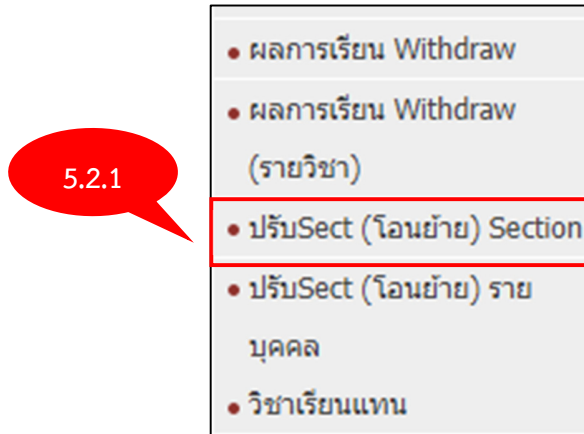 • ผลการเรียน Withdraw
• ผลการเรียน Withdraw
(รายวิชา)
5.2.1
• ปรับSect (โอนย้าย) Section
• ปรับSect (โอนย้าย) ราย
บุคคล
• วิชาเรียนแทน